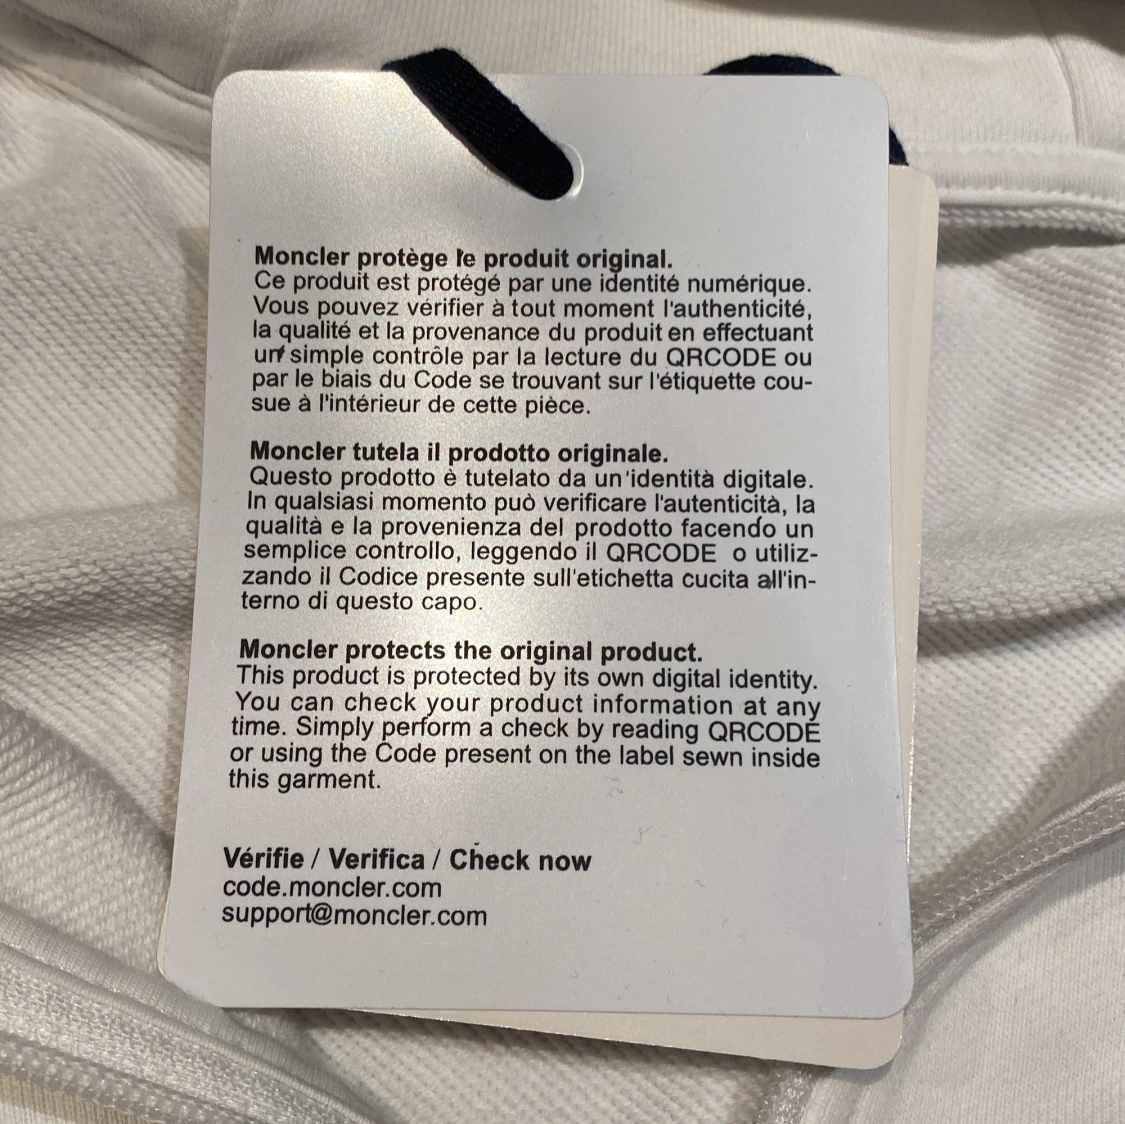 Moncler protège le produit original.
Ce produit est protégé par une identité numérique.
Vous pouvez vérifier à tout moment l'authenticité,
la qualité et la provenance du produit en effectuant
un simple contrôle par la lecture du QRCODE ou
par le biais du Code se trouvant sur l'étiquette cou-
sue à l'intérieur de cette pièce.
Moncler tutela il prodotto originale.
Questo prodotto è tutelato da un'identità digitale.
In qualsiasi momento può verificare l'autenticità, la
qualità e la provenienza del prodotto facendo un
semplice controllo, leggendo il QRCODE o utiliz-
zando il Codice presente sull'etichetta cucita all'in-
terno di questo capo.
Moncler protects the original product.
This product is protected by its own digital identity.
You can check your product information at any
time. Simply perform a check by reading QRCODE
or using the Code present on the label sewn inside
this garment.
Vérifie / Verifica / Check now
code.moncler.com
support@moncler.com